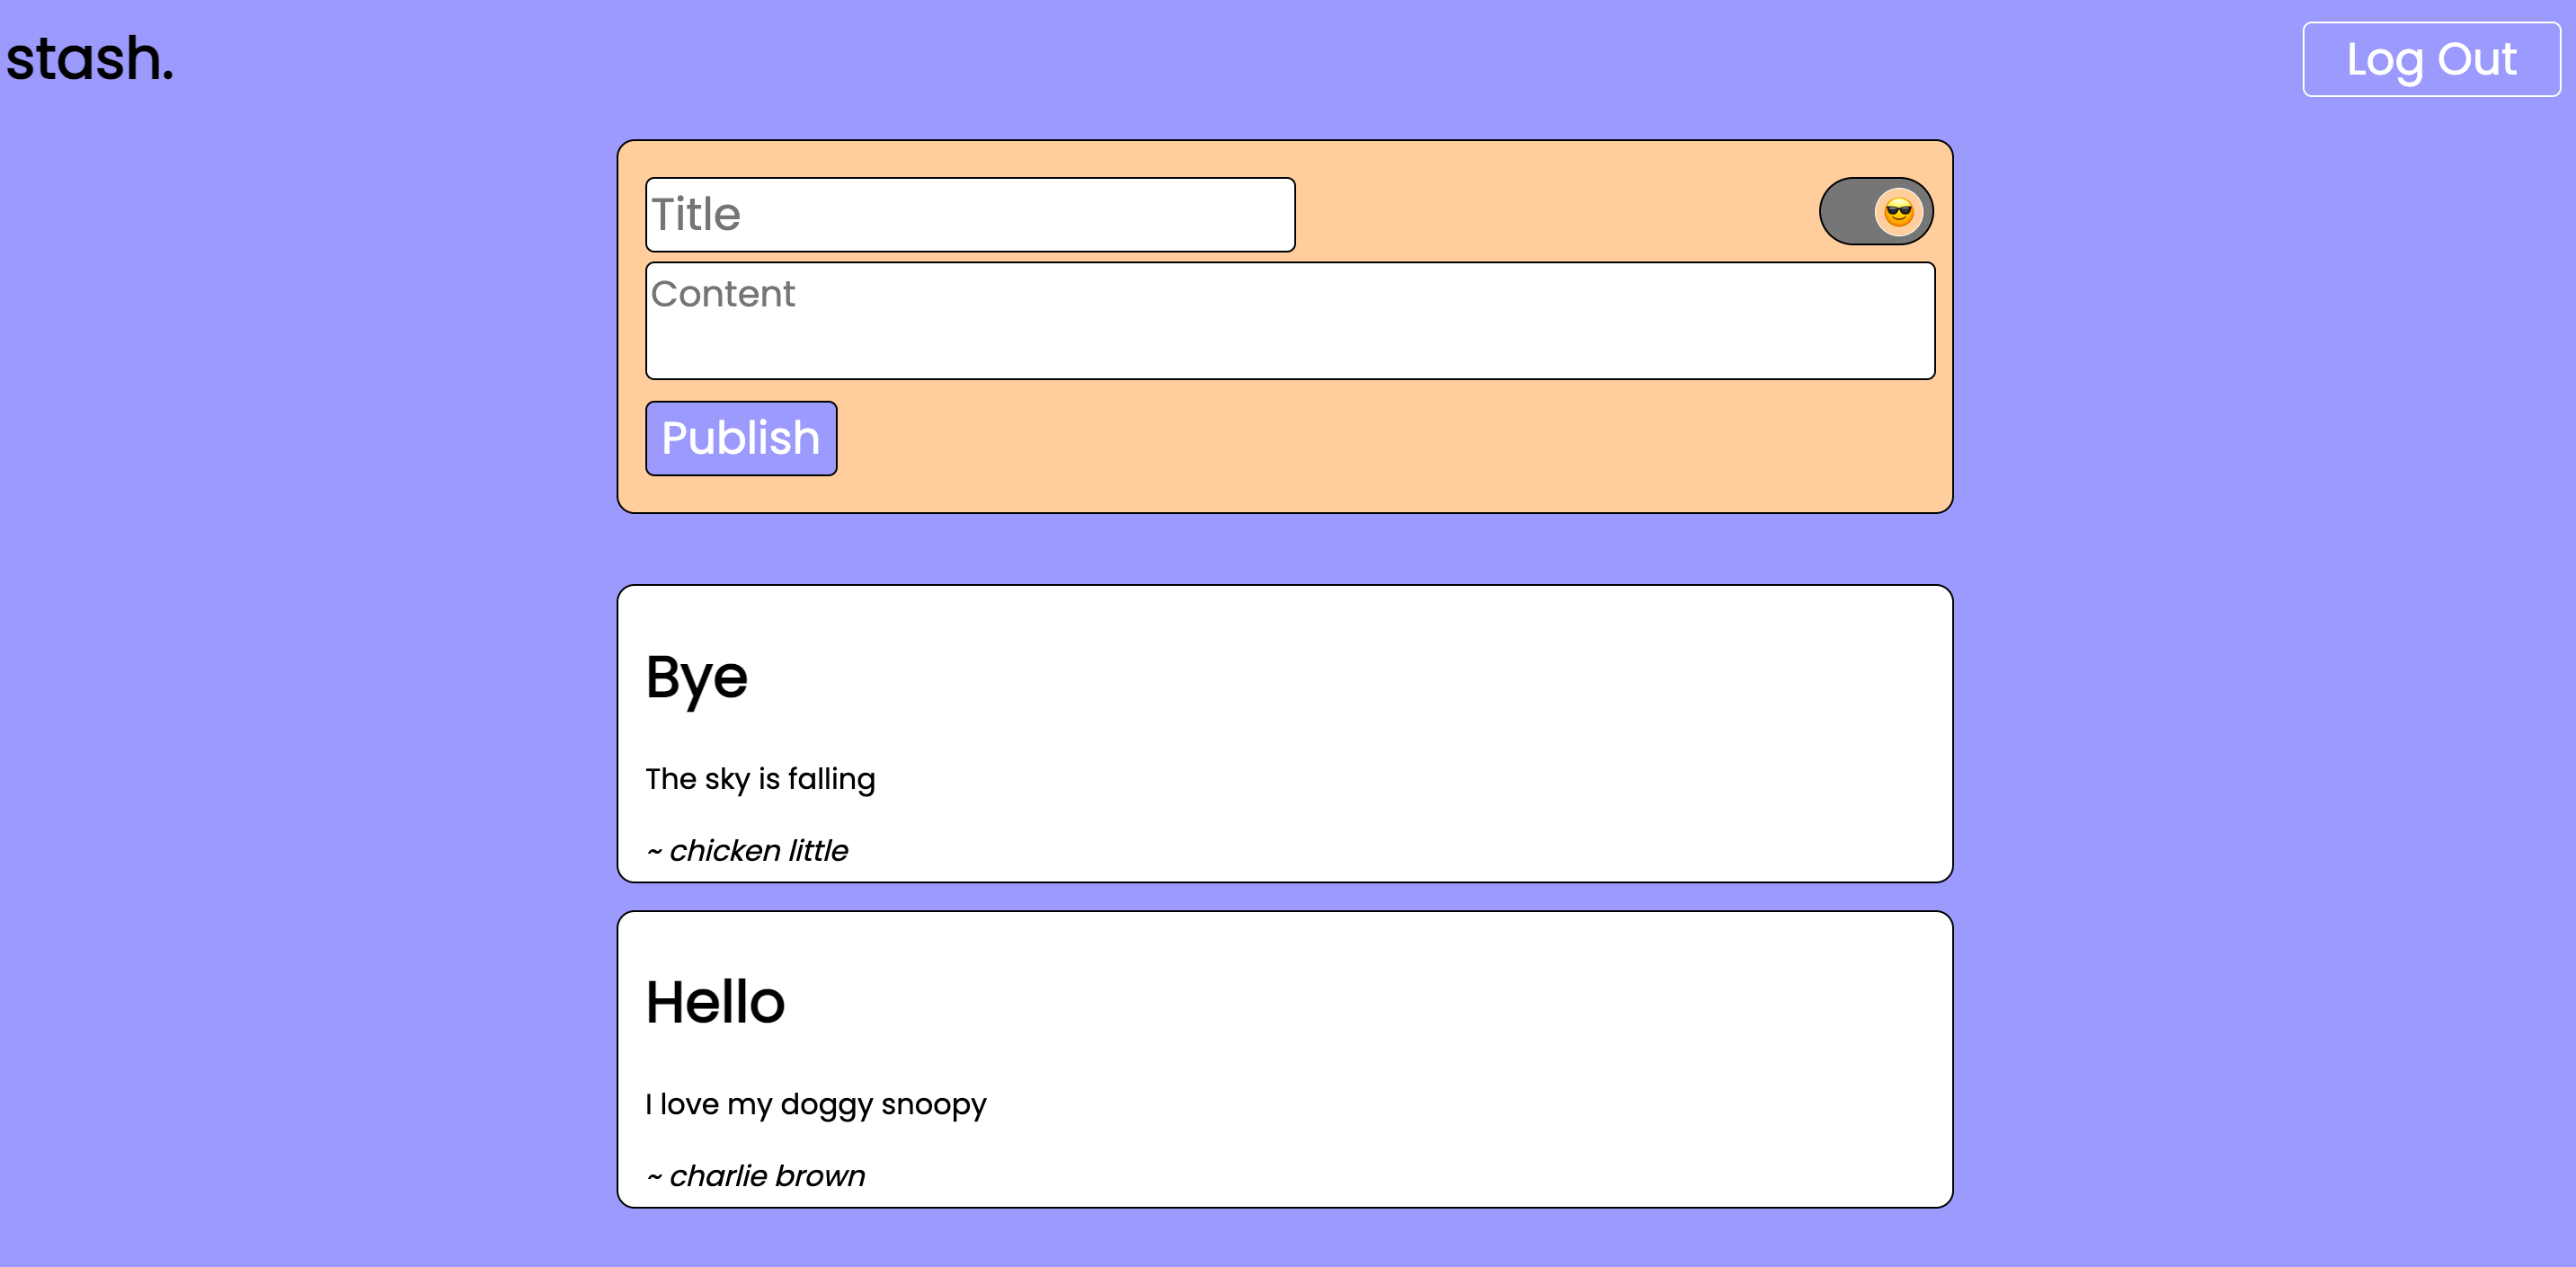 stash.
Log Out
Title
Content
Publish
Bye
The sky is falling
~ chicken little
Hello
I love my doggy snoopy
~ charlie brown